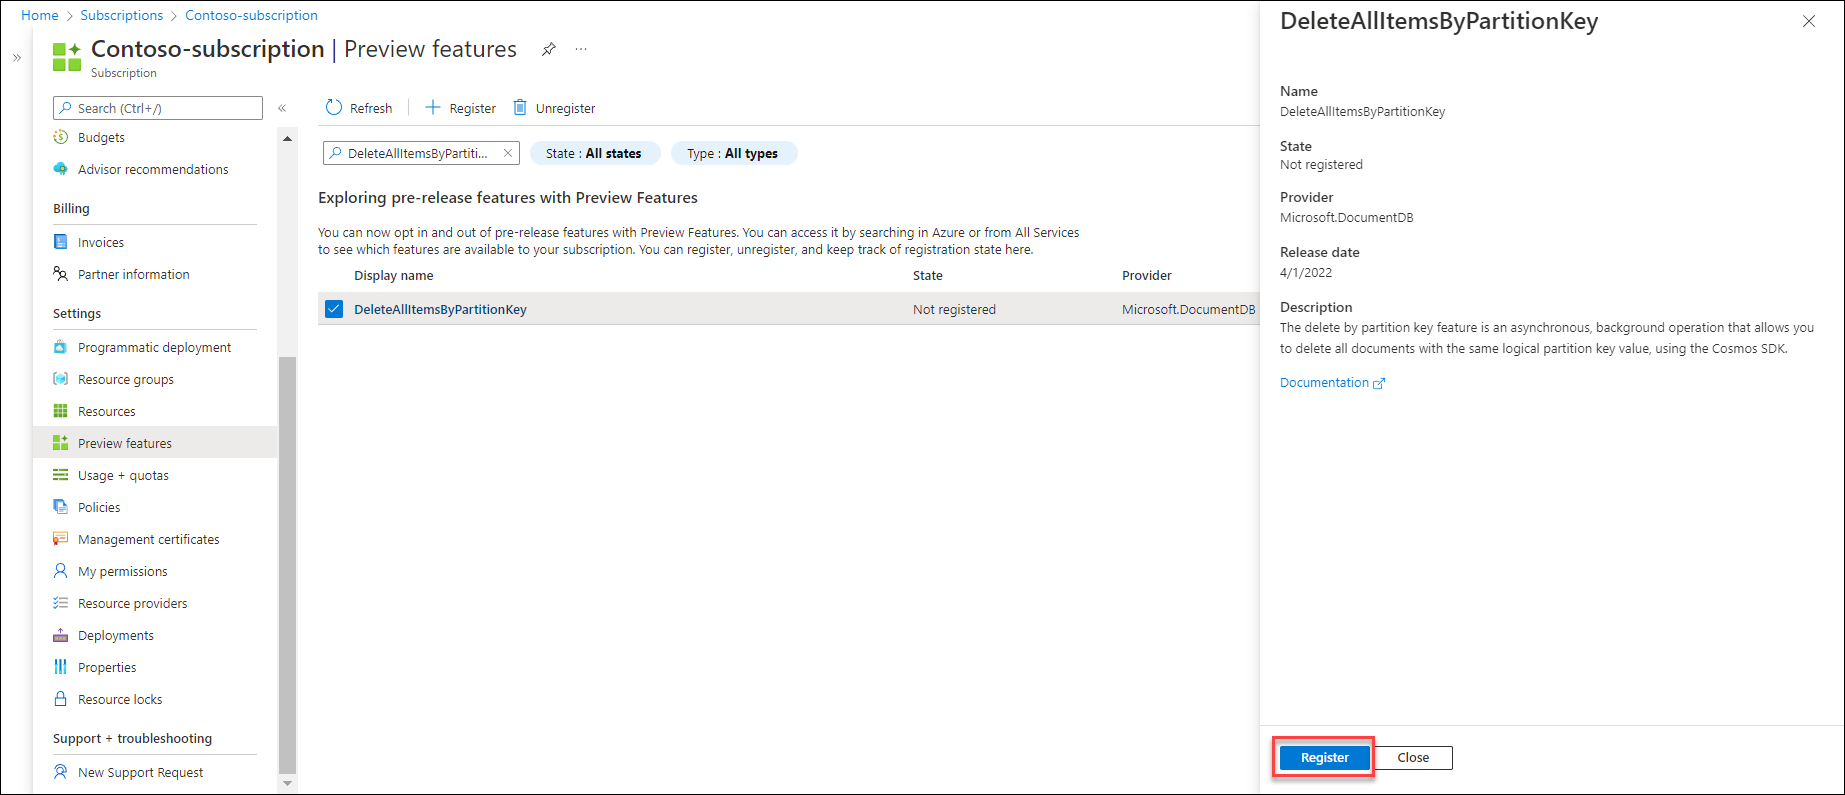 Home > Subscriptions > Contoso-subscription
Contoso-subscription | Preview features
Subscription
Search (Ctrl+/)
Budgets
Advisor recommendations
Billing
Invoices
Partner information
Settings
Programmatic deployment
Resource groups
Resources
Preview features
Usage + quotas
Policies
Management certificates
My permissions
Resource providers
Deployments
Properties
Resource locks
Support + troubleshooting
New Support Request
Refresh Register Unregister
DeleteAllItemsByPartiti... State : All states Type : All types
Exploring pre-release features with Preview Features
You can now opt in and out of pre-release features with Preview Features. You can access it by searching in Azure or from All Services
to see which features are available to your subscription. You can register, unregister, and keep track of registration state here.
Display name State Provider
DeleteAllItemsByPartitionKey Not registered Microsoft.DocumentDB
DeleteAllItemsByPartitionKey
Name
DeleteAllItemsByPartitionKey
State
Not registered
Provider
Microsoft.DocumentDB
Release date
4/1/2022
Description
The delete by partition key feature is an asynchronous, background operation that allows you
to delete all documents with the same logical partition key value, using the Cosmos SDK.
Documentation
Register Close